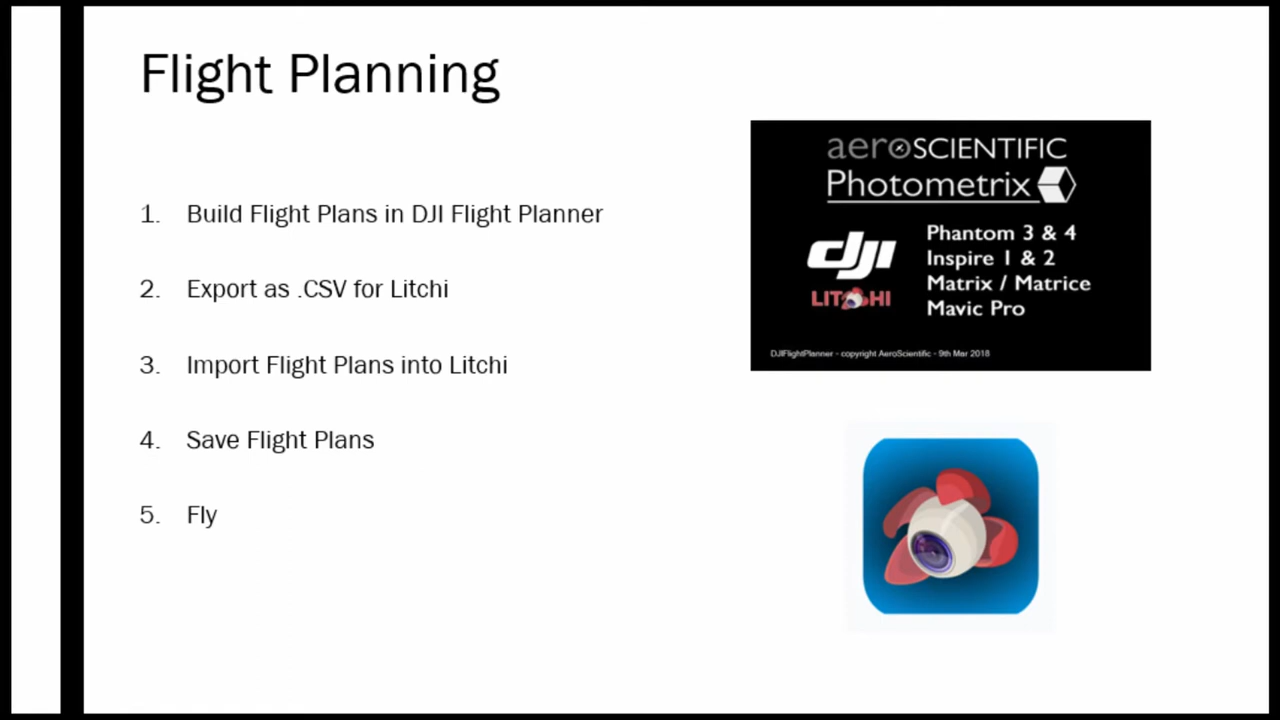 Flight Planning
1. Build Flight Plans in DJI Flight Planner
2. Export as .CSV for Litchi
3. Import Flight Plans into Litchi
4. Save Flight Plans
5. Fly
aeroSCIENTIFIC
Photometrix
dji
LITCHI
Phantom 3 & 4
Inspire 1 & 2
Matrix / Matrice
Mavic Pro
DJIFlightPlanner - copyright AeroScientific - 9th Mar 2018